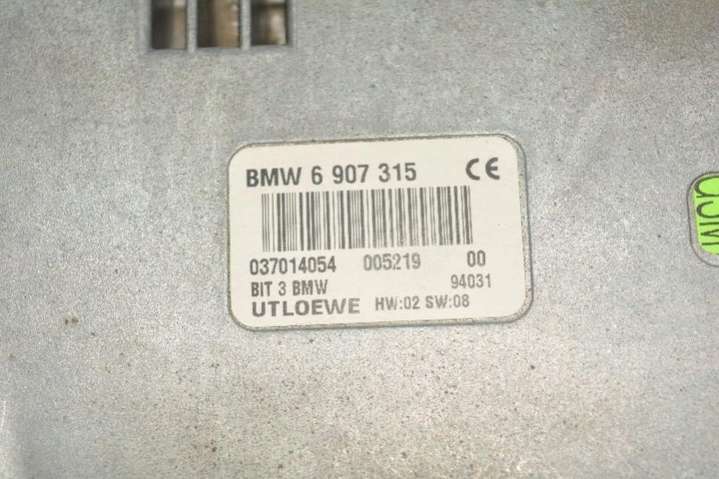 BMW 6 907 315 CE
037014054 005219 00
BIT 3 BMW 94031
UTLOEWE HW:02 SW:08